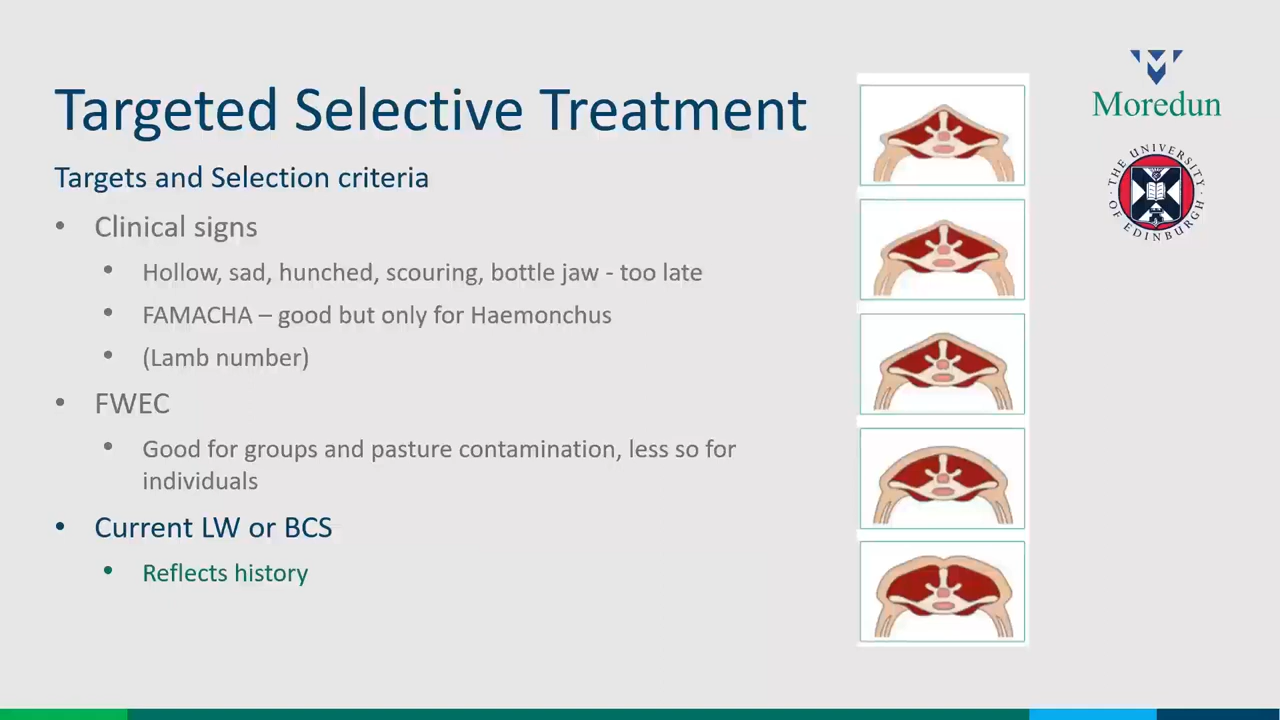 Targeted Selective Treatment
Targets and Selection criteria
• Clinical signs
• Hollow, sad, hunched, scouring, bottle jaw - too late
• FAMACHA – good but only for Haemonchus
• (Lamb number)
• FWEC
• Good for groups and pasture contamination, less so for
individuals
• Current LW or BCS
• Reflects history
Moredun
THE UNIVERSITY
OF EDINBURGH